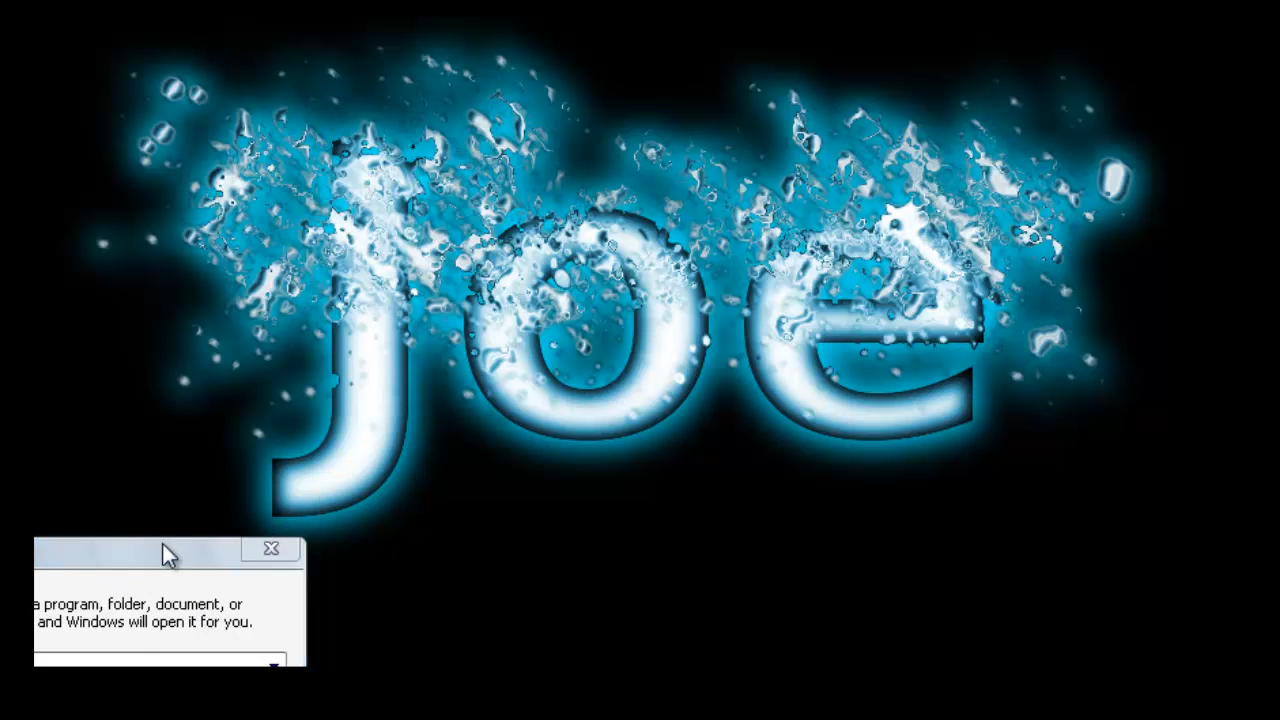 Joe
a program, folder, document, or
and Windows will open it for you.